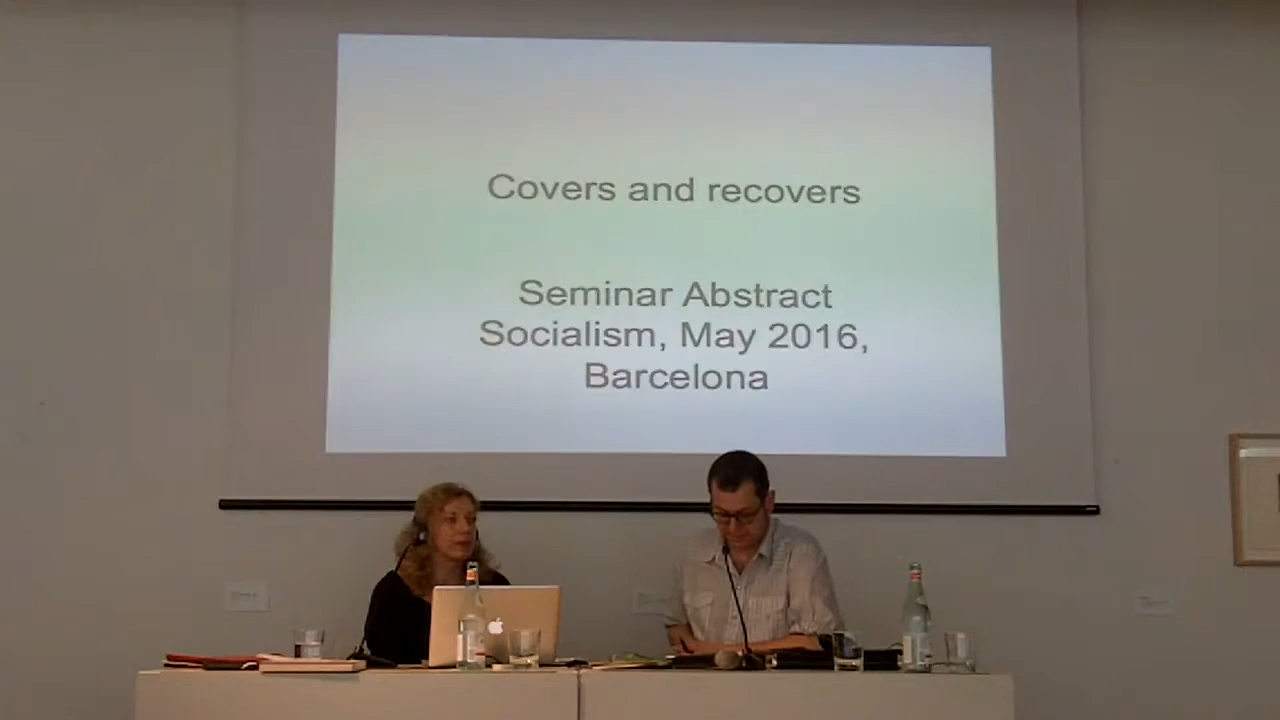 Covers and recovers
Seminar Abstract
Socialism, May 2016,
Barcelona